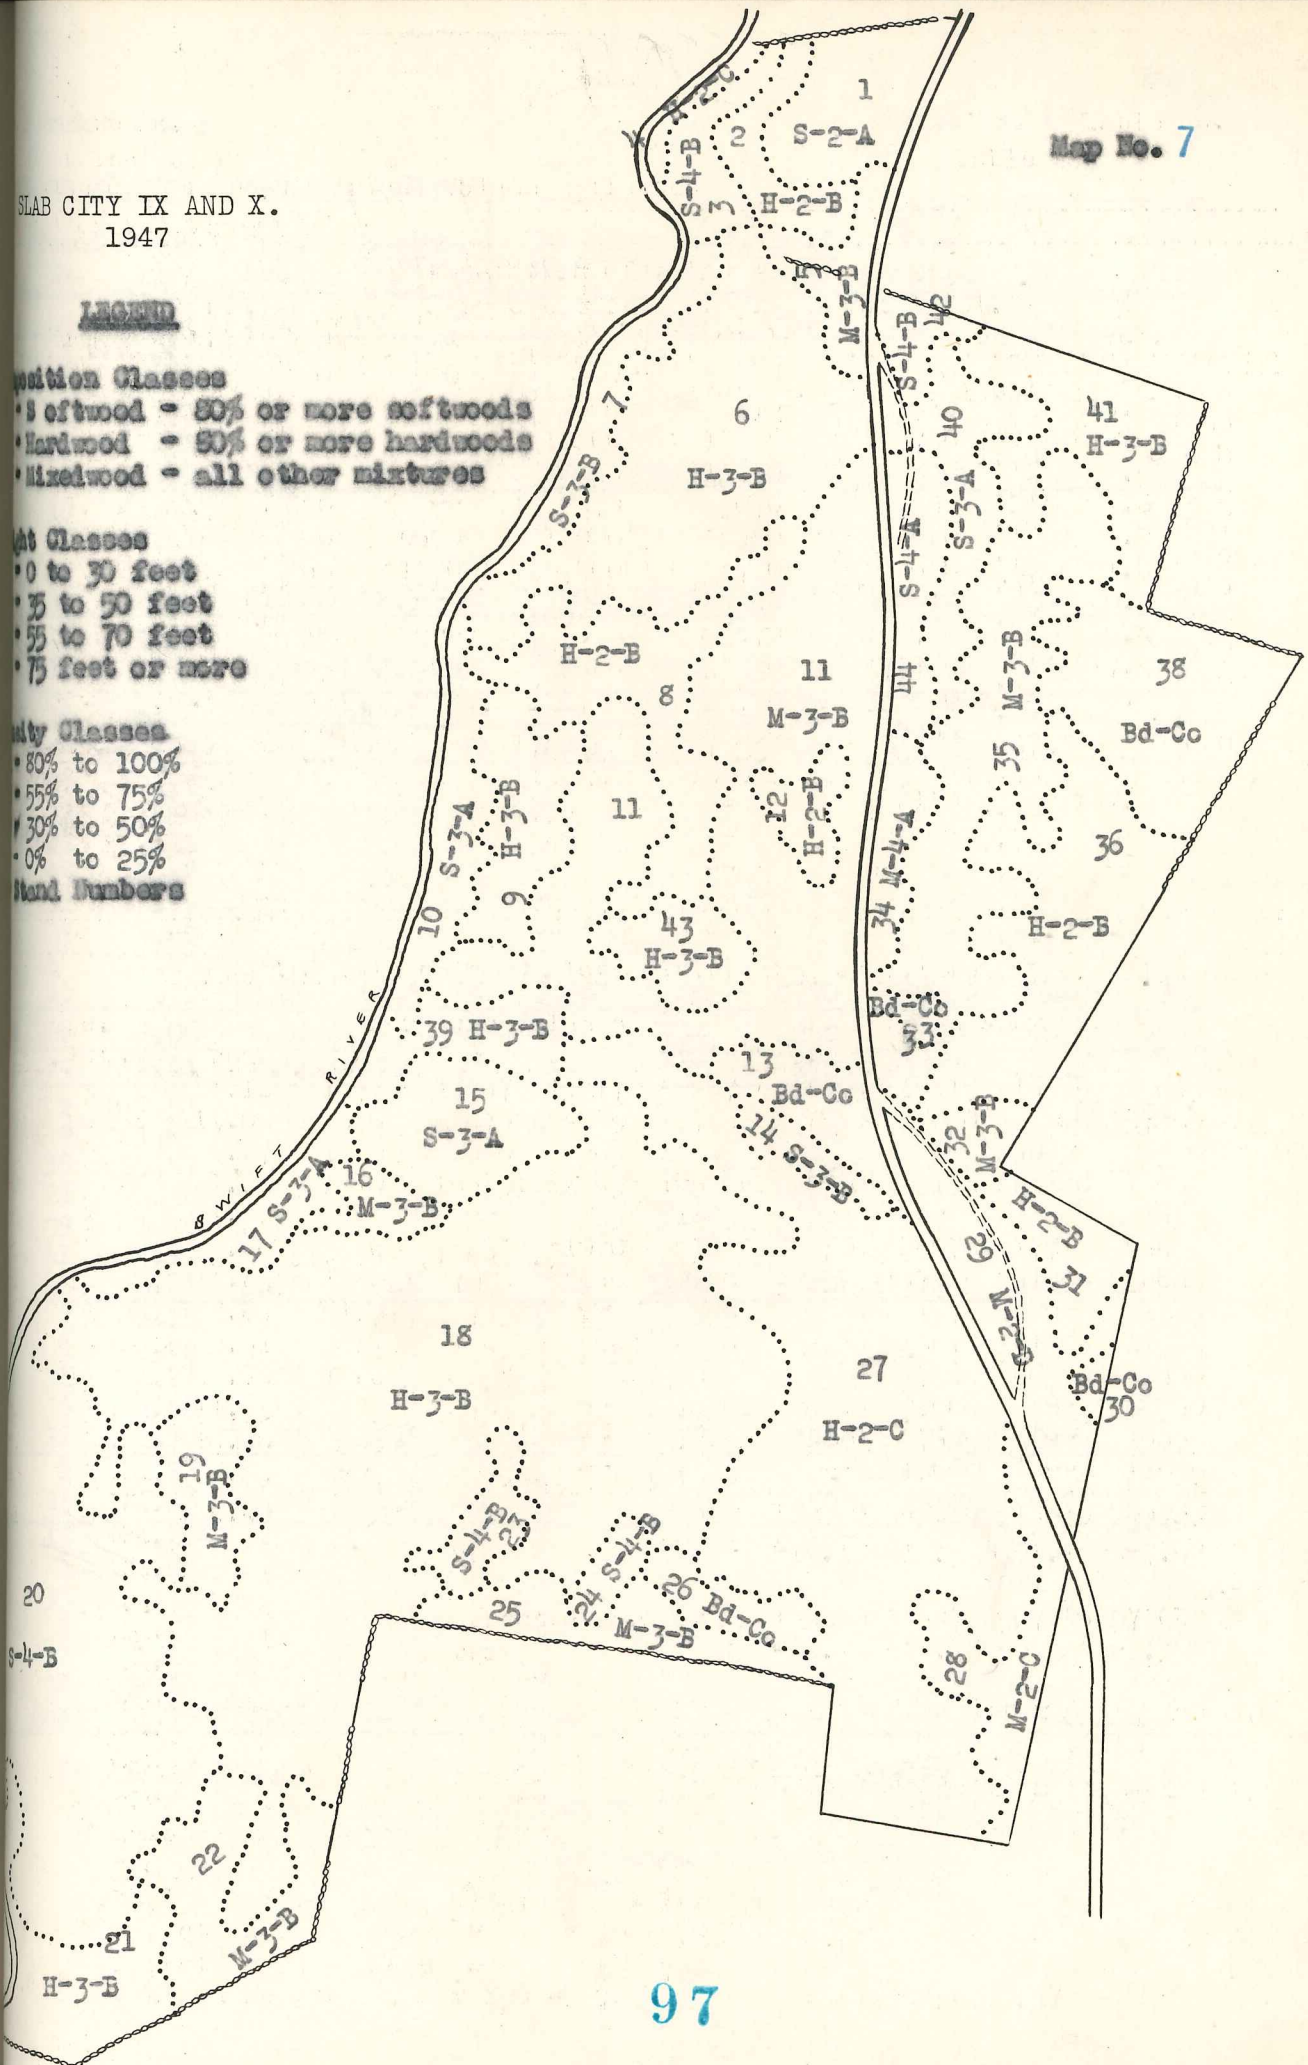 Map No. 7
SLAB CITY IX AND X.
1947
LEGEND
osition Classes
Softwood - 80% or more softwoods
Hardwood - 80% or more hardwoods
Mixedwood - all other mixtures
ht Classes
0 to 30 feet
35 to 50 feet
55 to 70 feet
75 feet or more
ity Classes
80% to 100%
55% to 75%
30% to 50%
0% to 25%
Stand Numbers
1
S-2-A
2
H-2-B
S-4-B
3
M-3-B
S-4-B
42
7
S-3-B
6
H-3-B
40
41
H-3-B
S-3-A
S-4-A
H-2-B
8
11
M-3-B
44
M-3-B
35
38
Bd-Co
S-3-A
10
H-3-B
9
11
12
H-2-B
M-4-A
34
36
H-2-B
43
H-3-B
Bd-Co
33
39 H-3-B
13
Bd-Co
14 S-3-B
15
S-3-A
32
M-3-B
16
M-3-B
17 S-3-A
SWIFT RIVER
H-2-B
31
29
18
H-3-B
27
H-2-C
Bd-Co
30
19
M-3-B
S-4-B
23
S-4-B
24
20
S-4-B
25
M-3-B
26 Bd-Co
28
M-2-C
22
M-3-B
21
H-3-B
97